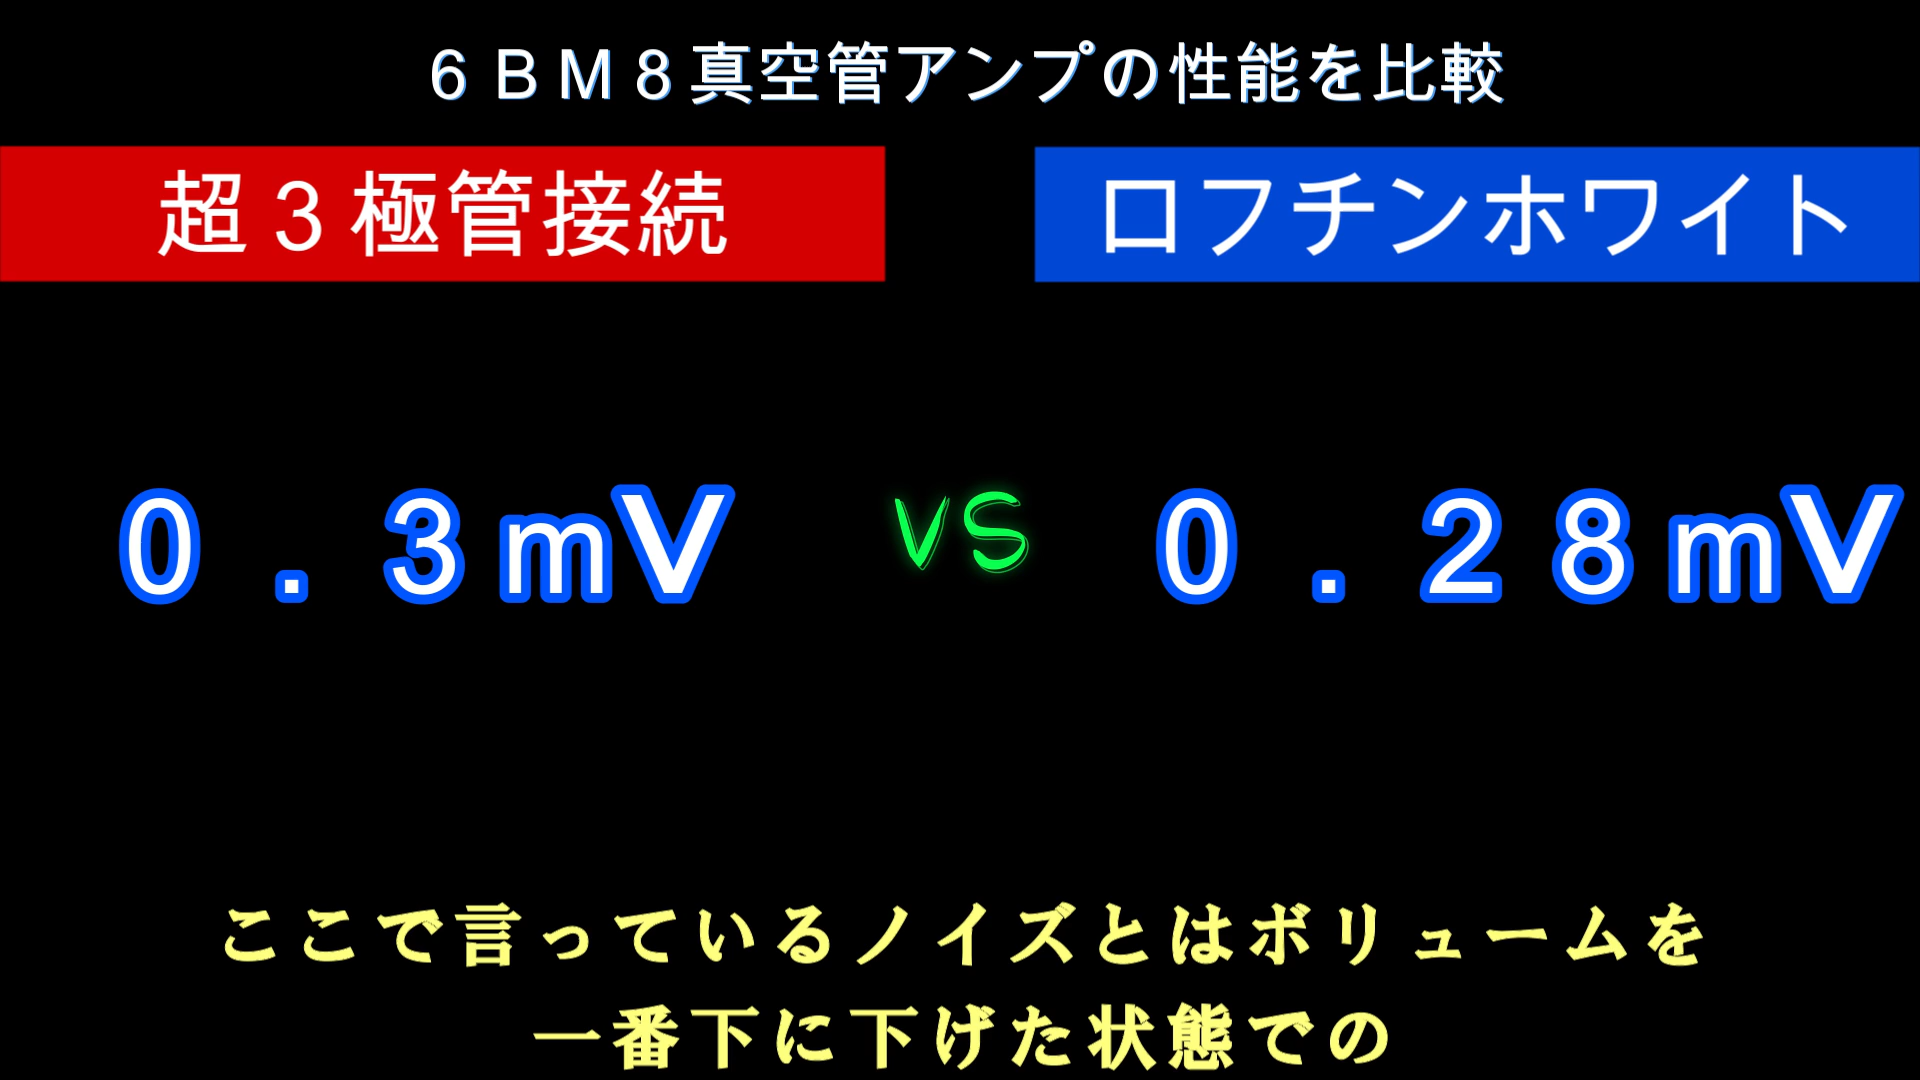 ６ＢＭ８真空管アンプの性能を比較
超３極管接続
ロフチンホワイト
０．３mV
VS
０．２８mV
ここで言っているノイズとはボリュームを
一番下に下げた状態での